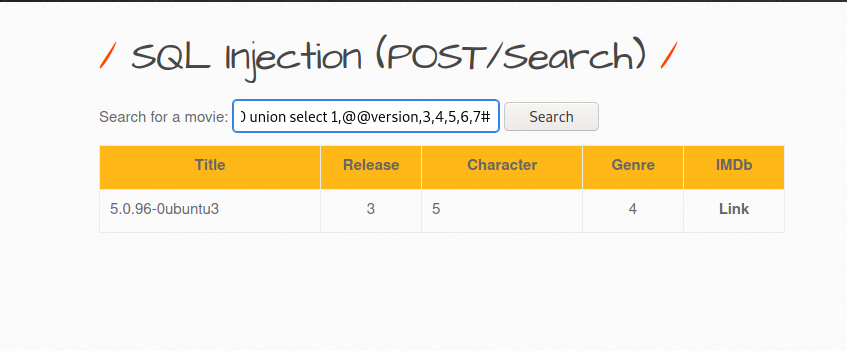 / SQL Injection (POST/Search) /
Search for a movie: union select 1,@@version,3,4,5,6,7# Search
Title Release Character Genre IMDb
5.0.96-0ubuntu3 3 5 4 Link